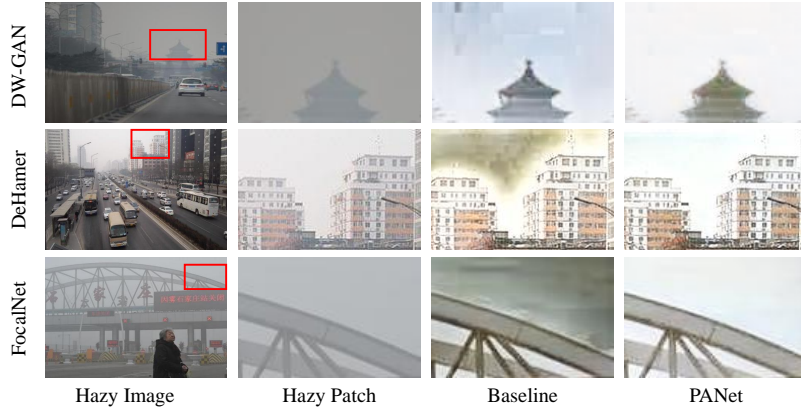 DW-GAN
DeHamer
FocalNet
Hazy Image
Hazy Patch
Baseline
PANet